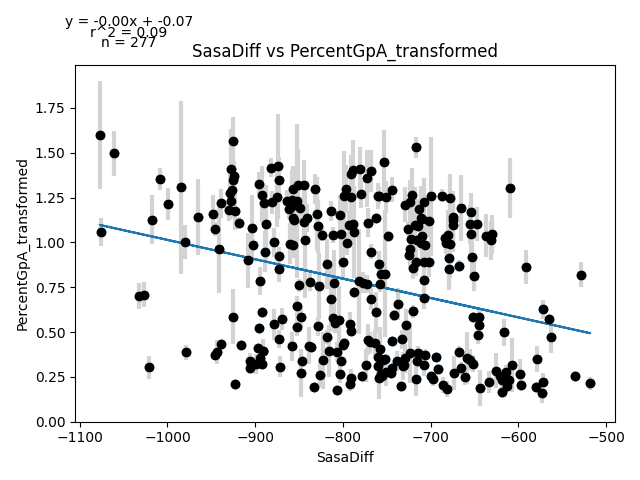 y = -0.00x + -0.07
r^2 = 0.09
n = 277
SasaDiff vs PercentGpA_transformed
PercentGpA_transformed
1.75
1.50
1.25
1.00
0.75
0.50
0.25
0.00
−1100 −1000 −900 −800 −700 −600 −500
SasaDiff